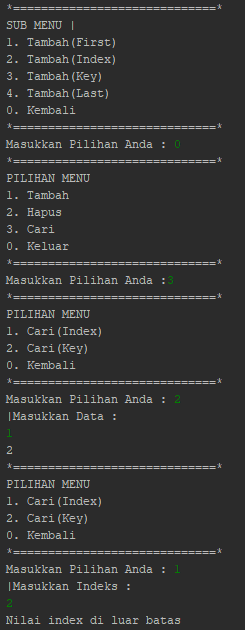 *=============================*
SUB MENU |
1. Tambah(First)
2. Tambah(Index)
3. Tambah(Key)
4. Tambah(Last)
0. Kembali
*=============================*
Masukkan Pilihan Anda : 0
*=============================*
PILIHAN MENU
1. Tambah
2. Hapus
3. Cari
0. Keluar
*=============================*
Masukkan Pilihan Anda :3
*=============================*
PILIHAN MENU
1. Cari(Index)
2. Cari(Key)
0. Kembali
*=============================*
Masukkan Pilihan Anda : 2
|Masukkan Data :
1
2
*=============================*
PILIHAN MENU
1. Cari(Index)
2. Cari(Key)
0. Kembali
*=============================*
Masukkan Pilihan Anda : 1
|Masukkan Indeks :
2
Nilai index di luar batas